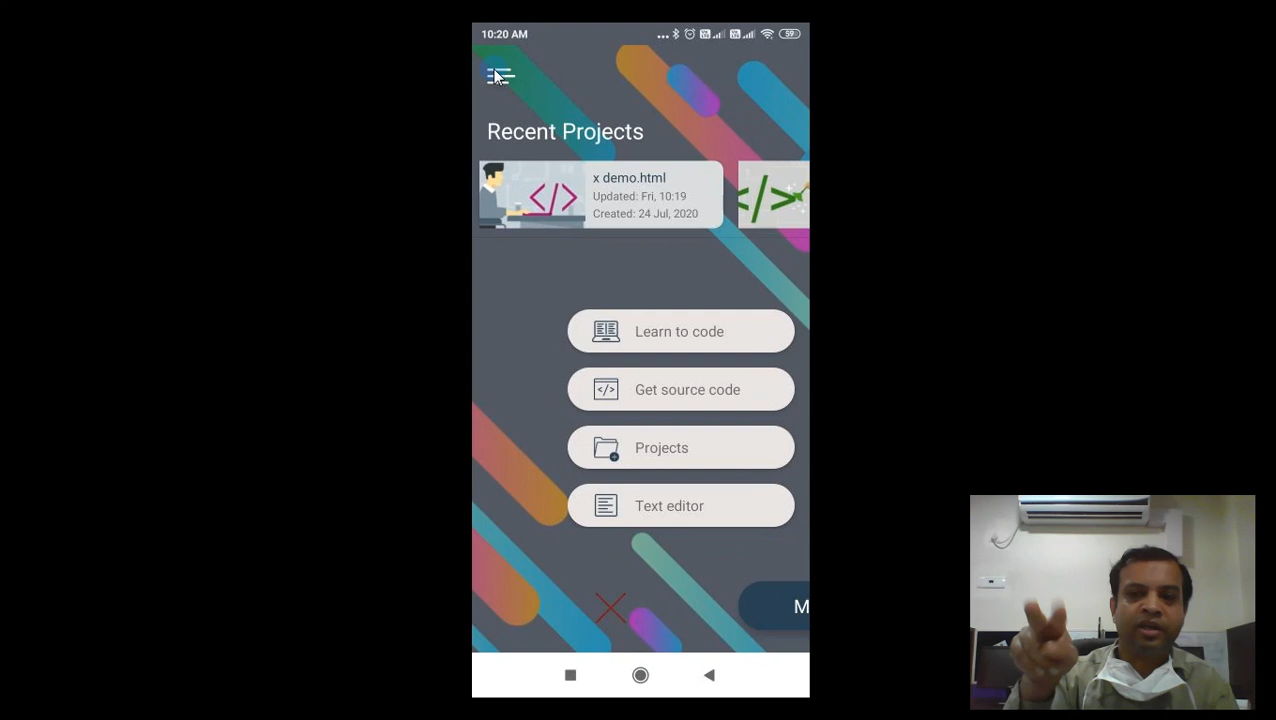 10:20 AM
59
Recent Projects
x demo.html
Updated: Fri, 10:19
Created: 24 Jul, 2020
Learn to code
Get source code
Projects
Text editor
M